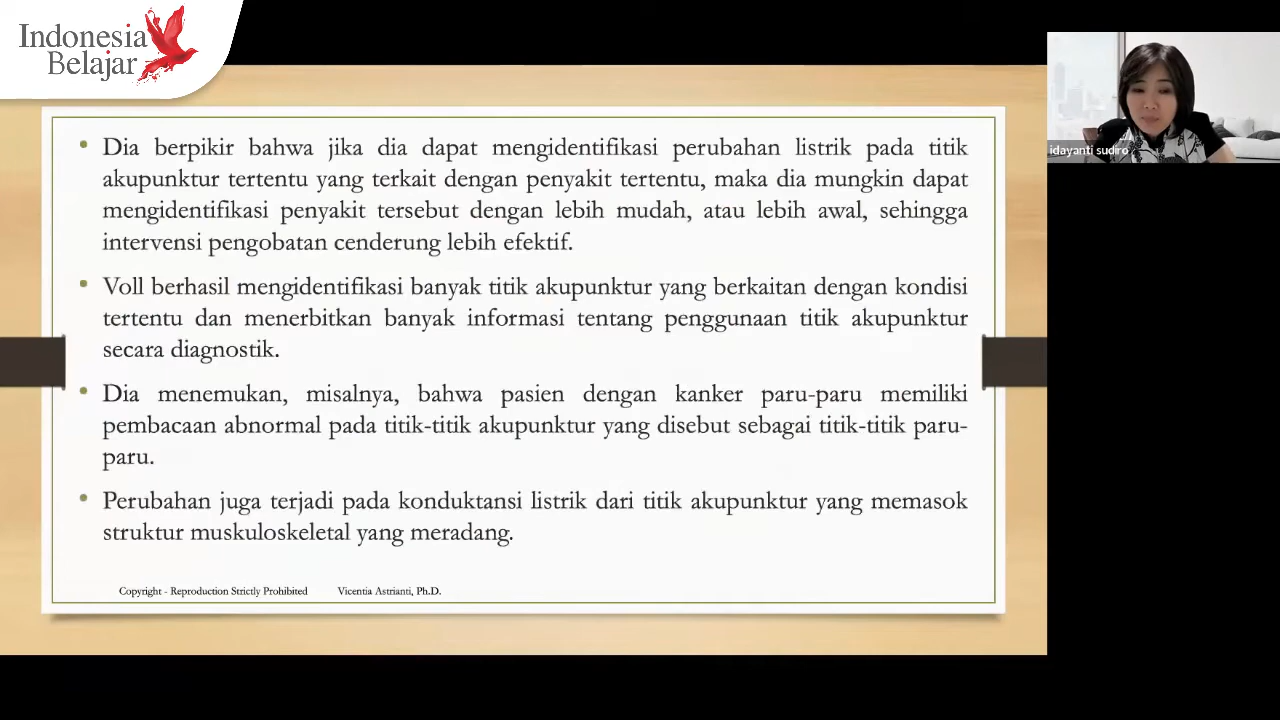 Indonesia
Belajar
idayanti sudiro
Dia berpikir bahwa jika dia dapat mengidentifikasi perubahan listrik pada titik
akupunktur tertentu yang terkait dengan penyakit tertentu, maka dia mungkin dapat
mengidentifikasi penyakit tersebut dengan lebih mudah, atau lebih awal, sehingga
intervensi pengobatan cenderung lebih efektif.
Voll berhasil mengidentifikasi banyak titik akupunktur yang berkaitan dengan kondisi
tertentu dan menerbitkan banyak informasi tentang penggunaan titik akupunktur
secara diagnostik.
Dia menemukan, misalnya, bahwa pasien dengan kanker paru-paru memiliki
pembacaan abnormal pada titik-titik akupunktur yang disebut sebagai titik-titik paru-
paru.
Perubahan juga terjadi pada konduktansi listrik dari titik akupunktur yang memasok
struktur muskuloskeletal yang meradang.
Copyright - Reproduction Strictly Prohibited Vicentia Astrianti, Ph.D.